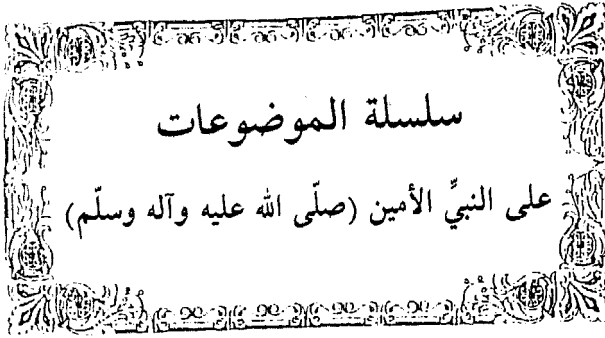 سلسلة الموضوعات
على النبيِّ الأمين (صلّى الله عليه وآله وسلّم)